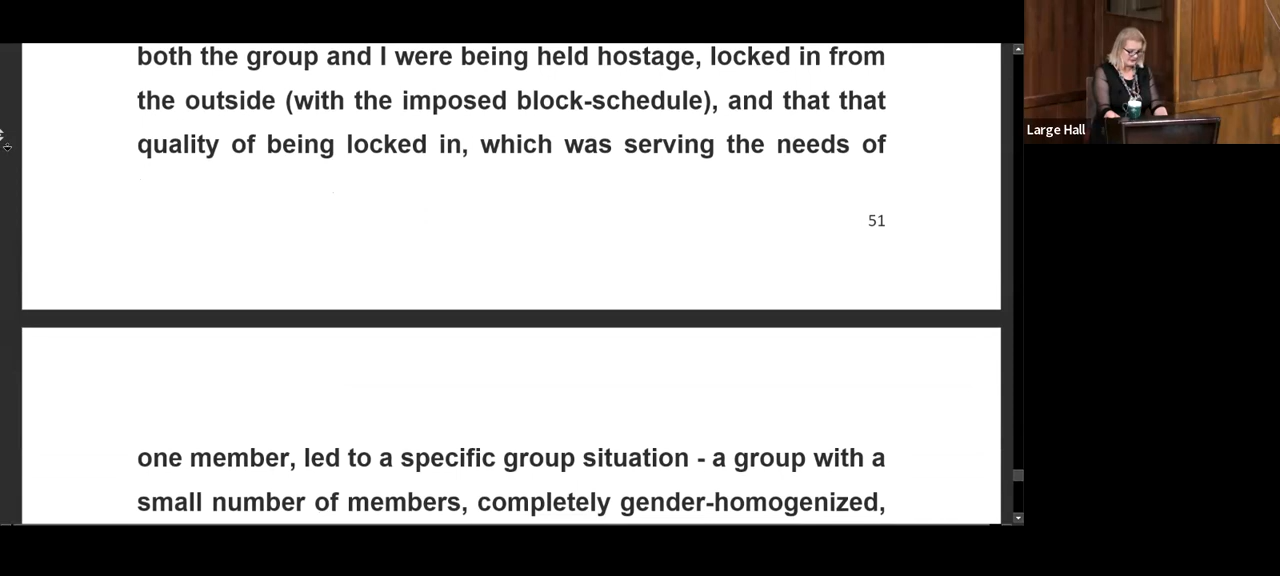 both the group and I were being held hostage, locked in from
the outside (with the imposed block-schedule), and that that
quality of being locked in, which was serving the needs of
51
one member, led to a specific group situation - a group with a
small number of members, completely gender-homogenized,
Large Hall